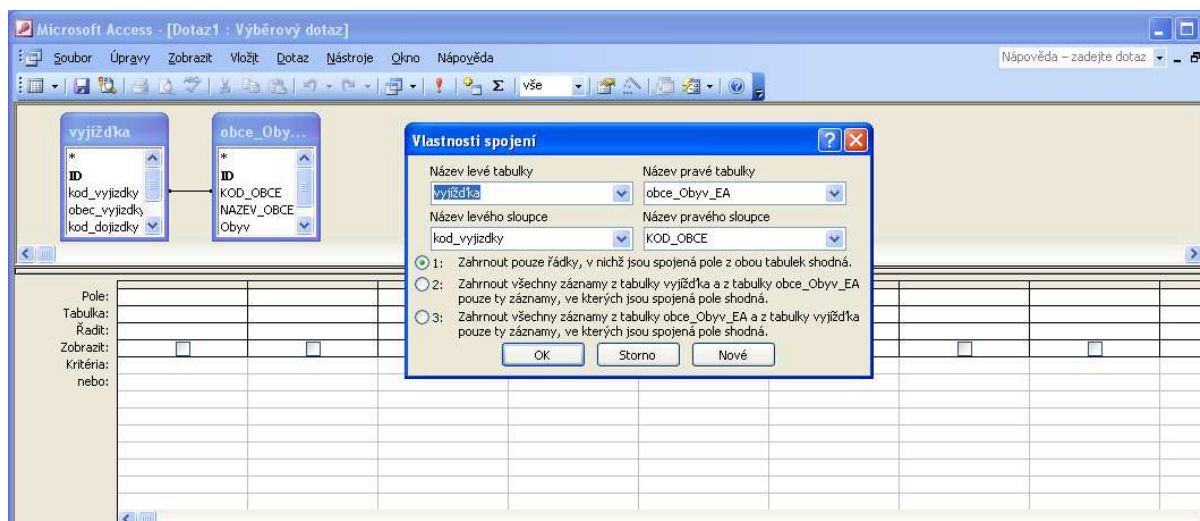 Microsoft Access - [Dotaz1 : Výběrový dotaz]
Soubor Úpravy Zobrazit Vložit Dotaz Nástroje Okno Nápověda
Nápověda – zadejte dotaz
vše
vyjížďka
*
ID
kod_vyjizdky
obec_vyjizdky
kod_dojizdky
obce_Oby...
*
ID
KOD_OBCE
NAZEV_OBCE
Obyv
Vlastnosti spojení
Název levé tabulky Název pravé tabulky
vyjížďka obce_Obyv_EA
Název levého sloupce Název pravého sloupce
kod_vyjizdky KOD_OBCE
1: Zahrnout pouze řádky, v nichž jsou spojená pole z obou tabulek shodná.
2: Zahrnout všechny záznamy z tabulky vyjížďka a z tabulky obce_Obyv_EA
pouze ty záznamy, ve kterých jsou spojená pole shodná.
3: Zahrnout všechny záznamy z tabulky obce_Obyv_EA a z tabulky vyjížďka
pouze ty záznamy, ve kterých jsou spojená pole shodná.
OK Storno Nové
Pole:
Tabulka:
Řadit:
Zobrazit:
Kritéria:
nebo: